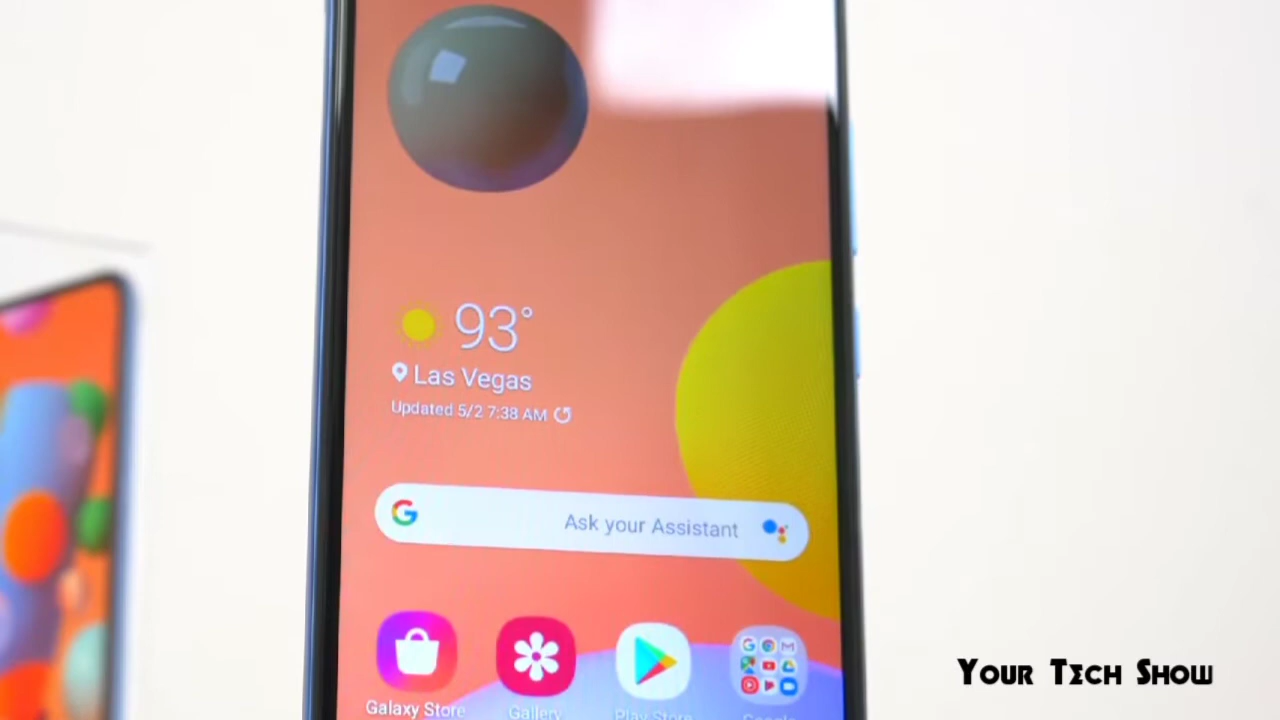 93°
Las Vegas
Updated 5/2 7:38 AM
G Ask your Assistant
Galaxy Store Gallery Play Store Google
Your Tech Show